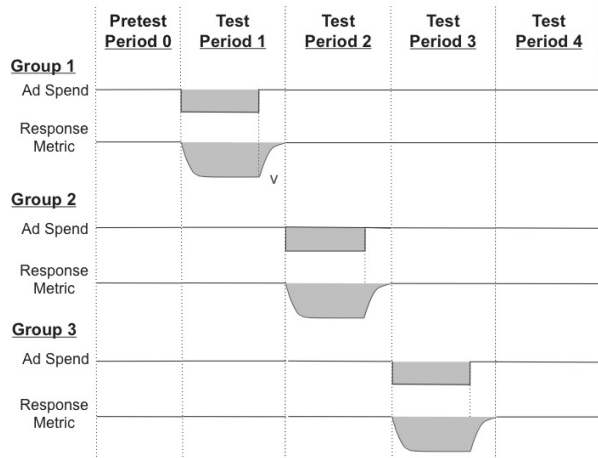 Pretest Test Test Test Test
Period 0 Period 1 Period 2 Period 3 Period 4
Group 1
Ad Spend
Response
Metric
v
Group 2
Ad Spend
Response
Metric
Group 3
Ad Spend
Response
Metric